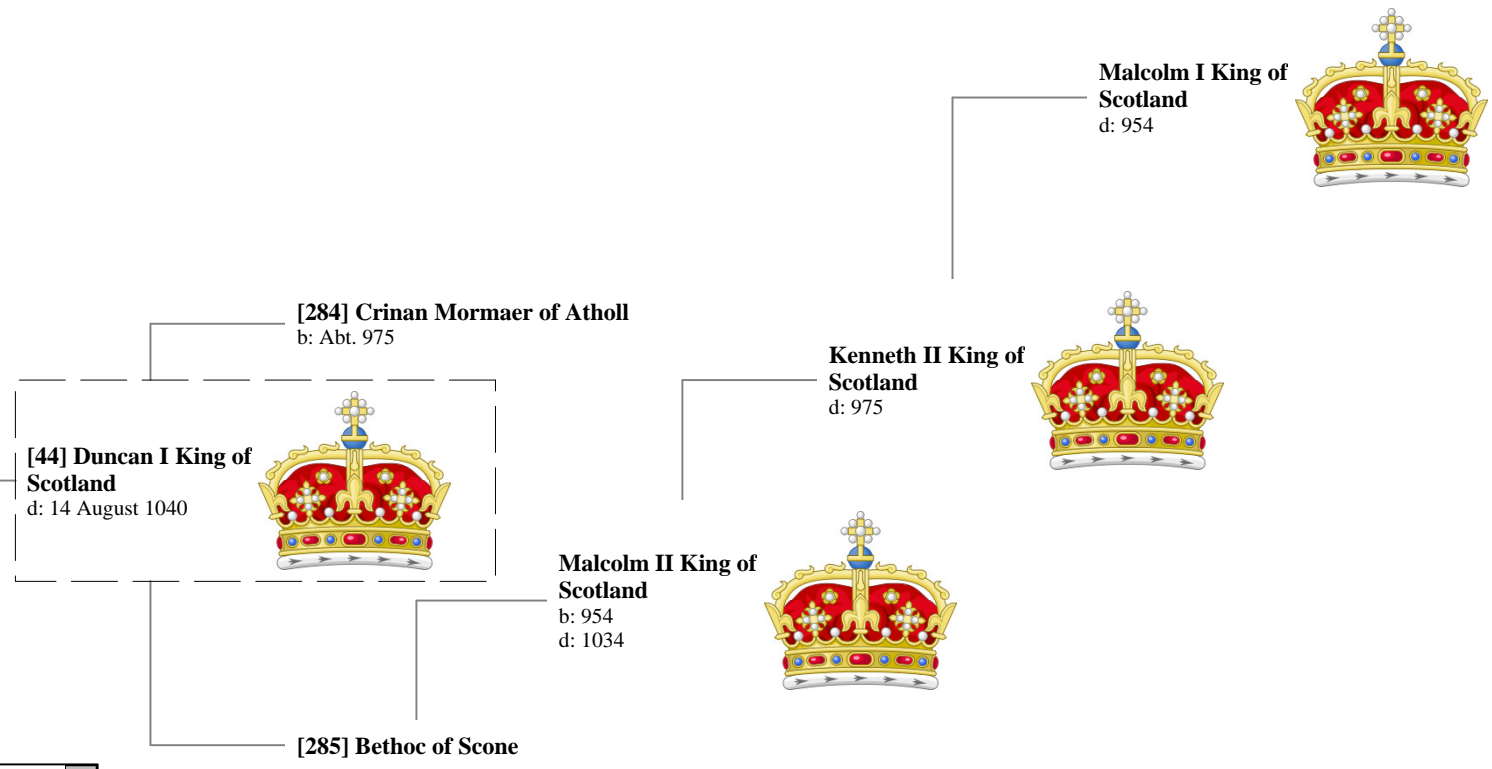 Malcolm I King of
Scotland
d: 954
[284] Crinan Mormaer of Atholl
b: Abt. 975
Kenneth II King of
Scotland
d: 975
[44] Duncan I King of
Scotland
d: 14 August 1040
Malcolm II King of
Scotland
b: 954
d: 1034
[285] Bethoc of Scone